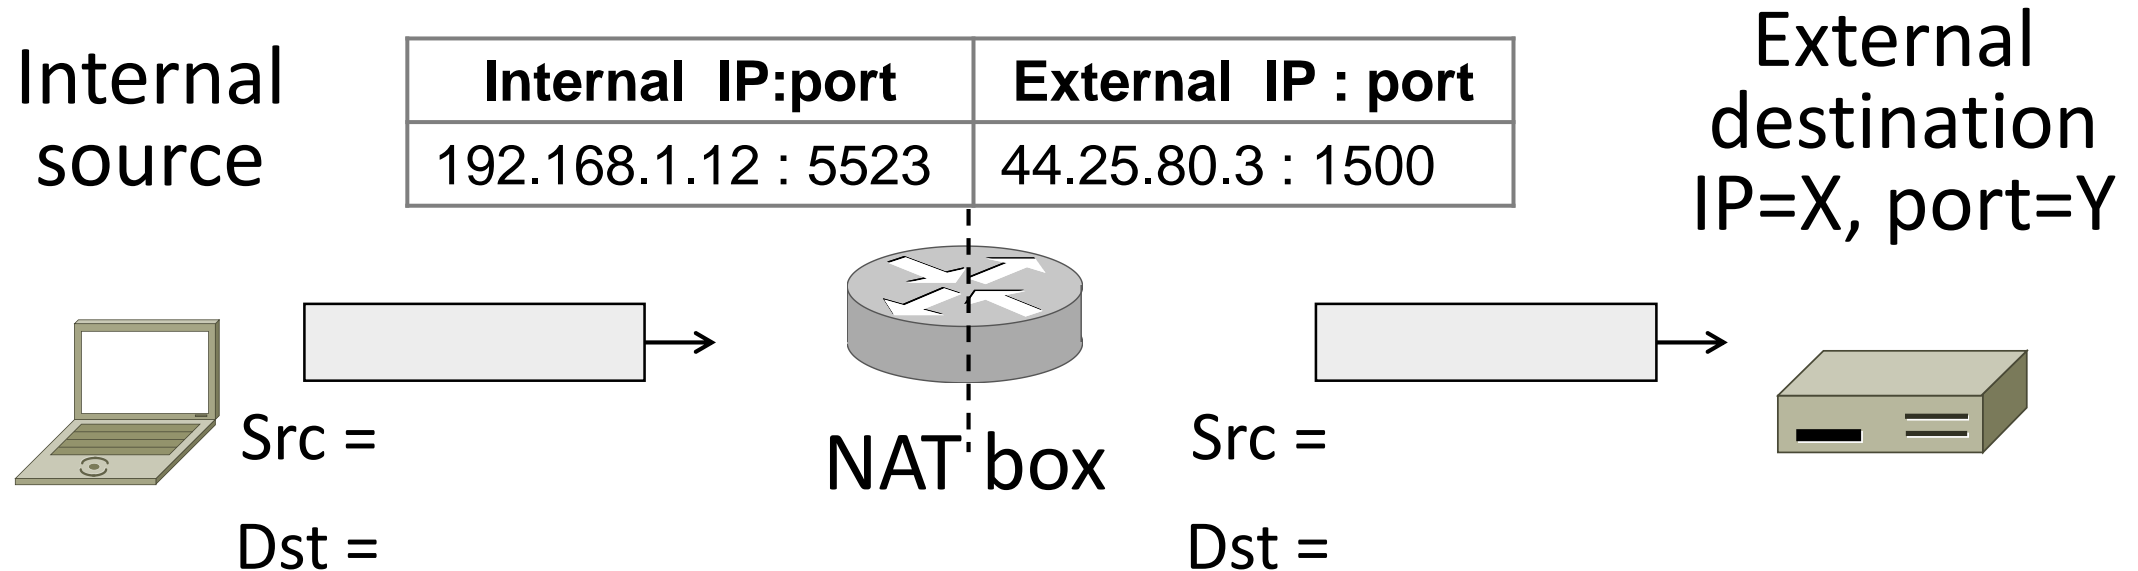 Internal
source
Internal IP:port
External IP : port
192.168.1.12 : 5523
44.25.80.3 : 1500
External
destination
IP=X, port=Y
Src =
Dst =
NAT box
Src =
Dst =